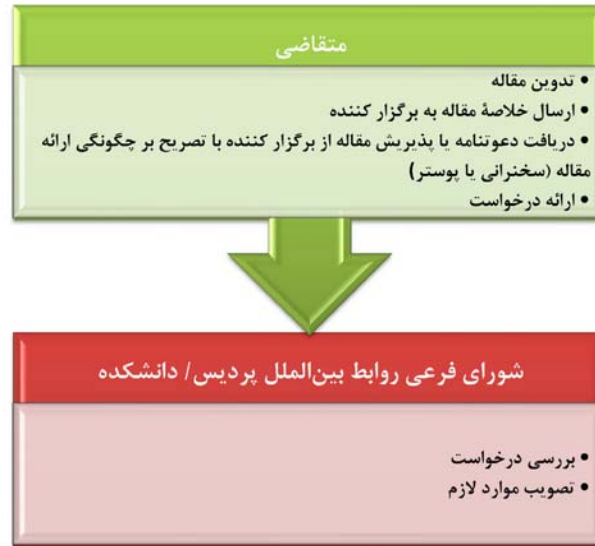 متقاضی
• تدوین مقاله
• ارسال خلاصۀ مقاله به برگزار کننده
• دریافت دعوتنامه یا پذیریش مقاله از برگزار کننده با تصریح بر چگونگی ارائه
مقاله (سخنرانی یا پوستر)
• ارائه درخواست
شورای فرعی روابط بین‌الملل پردیس/ دانشکده
• بررسی درخواست
• تصویب موارد لازم